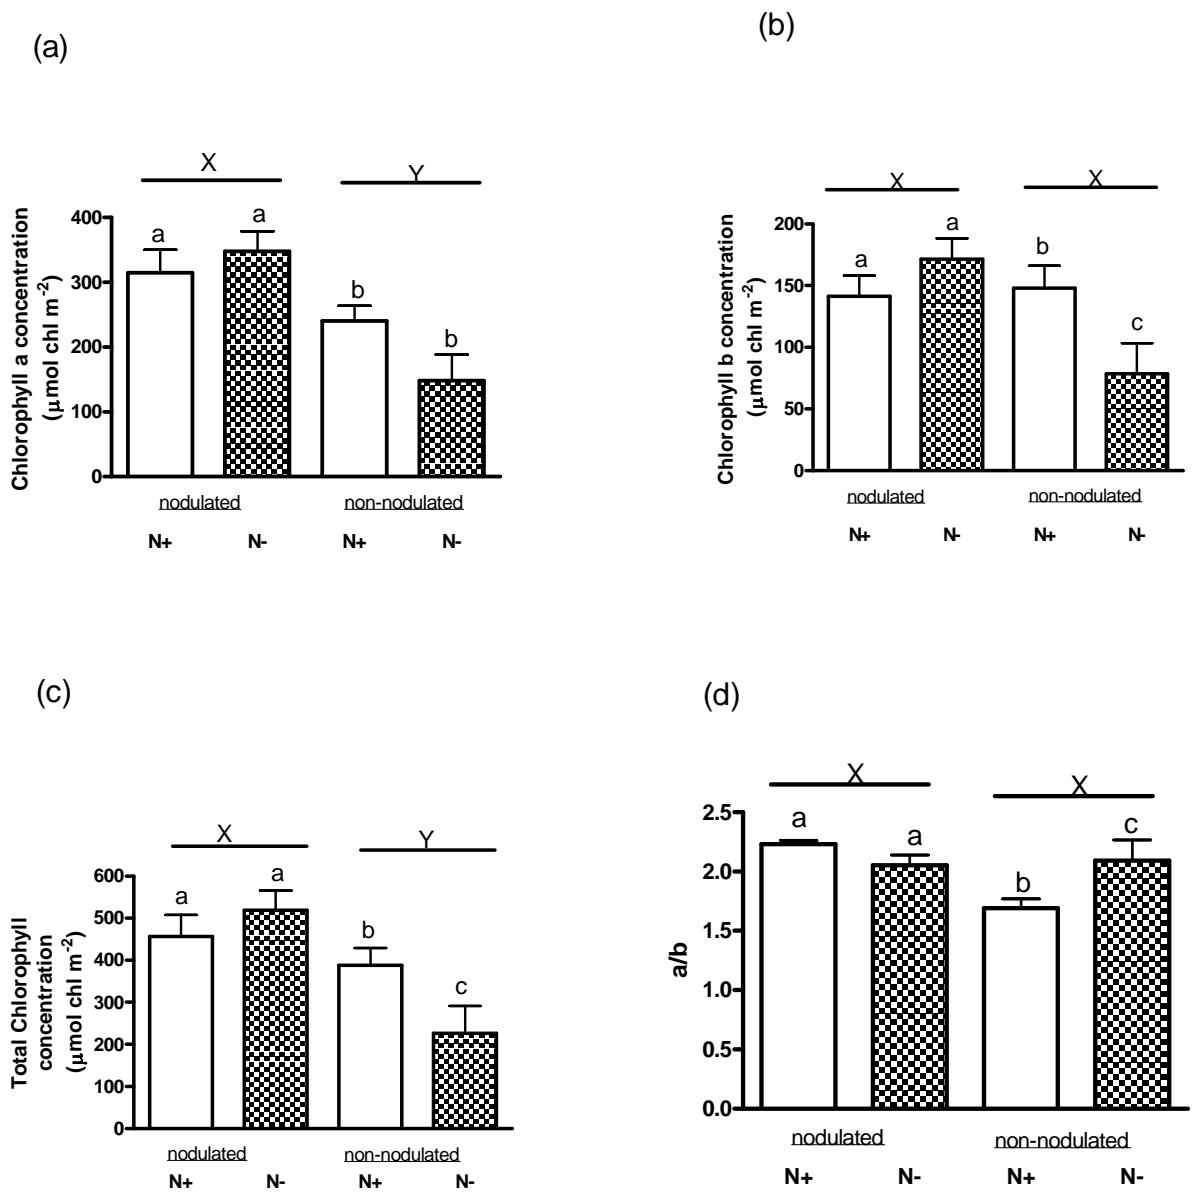 (a)
X
Y
Chlorophyll a concentration
(μmol chl m-2)
400
300
200
100
0
a
a
b
b
nodulated
non-nodulated
N+
N-
N+
N-
(b)
X
X
Chlorophyll b concentration
(μmol chl m-2)
200
150
100
50
0
a
a
b
c
nodulated
non-nodulated
N+
N-
N+
N-
(c)
X
Y
Total Chlorophyll
concentration
(μmol chl m-2)
600
500
400
300
200
100
0
a
a
b
c
nodulated
non-nodulated
N+
N-
N+
N-
(d)
X
X
a/b
2.5
2.0
1.5
1.0
0.5
0.0
a
a
b
c
nodulated
non-nodulated
N+
N-
N+
N-